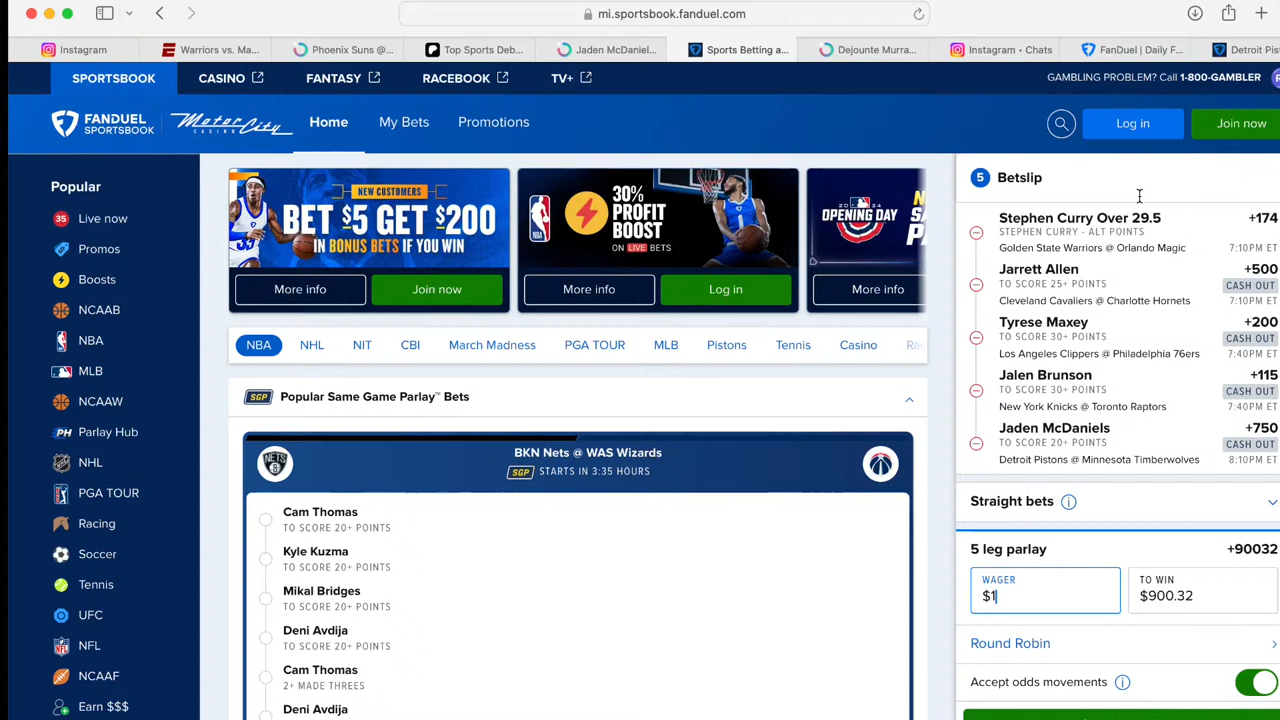 mi.sportsbook.fanduel.com
Instagram
Warriors vs. Ma...
Phoenix Suns @...
Top Sports Deb...
Jaden McDaniel...
Sports Betting a...
Dejounte Murra...
Instagram • Chats
FanDuel | Daily F...
Detroit Pis
SPORTSBOOK
CASINO
FANTASY
RACEBOOK
TV+
GAMBLING PROBLEM? Call 1-800-GAMBLER
FANDUEL
SPORTSBOOK
MotorCity
CASINO HOTEL
Home
My Bets
Promotions
Log in
Join now
Popular
35
Live now
Promos
Boosts
NCAAB
NBA
MLB
NCAAW
PH
Parlay Hub
NHL
PGA TOUR
Racing
Soccer
Tennis
UFC
NFL
NCAAF
Earn $$$
NEW CUSTOMERS
BET $5 GET $200
IN BONUS BETS IF YOU WIN
More info
Join now
NBA
30%
PROFIT
BOOST
ON LIVE BETS
More info
Log in
OPENING DAY
More info
NBA
NHL
NIT
CBI
March Madness
PGA TOUR
MLB
Pistons
Tennis
Casino
Ra
SGP
Popular Same Game Parlay™ Bets
NETS
BKN Nets @ WAS Wizards
SGP STARTS IN 3:35 HOURS
Cam Thomas
TO SCORE 20+ POINTS
Kyle Kuzma
TO SCORE 20+ POINTS
Mikal Bridges
TO SCORE 20+ POINTS
Deni Avdija
TO SCORE 20+ POINTS
Cam Thomas
2+ MADE THREES
Deni Avdija
5
Betslip
Stephen Curry Over 29.5 +174
STEPHEN CURRY - ALT POINTS
Golden State Warriors @ Orlando Magic 7:10PM ET
Jarrett Allen +500
TO SCORE 25+ POINTS CASH OUT
Cleveland Cavaliers @ Charlotte Hornets 7:10PM ET
Tyrese Maxey +200
TO SCORE 30+ POINTS CASH OUT
Los Angeles Clippers @ Philadelphia 76ers 7:40PM ET
Jalen Brunson +115
TO SCORE 30+ POINTS CASH OUT
New York Knicks @ Toronto Raptors 7:40PM ET
Jaden McDaniels +750
TO SCORE 20+ POINTS CASH OUT
Detroit Pistons @ Minnesota Timberwolves 8:10PM ET
Straight bets
5 leg parlay +90032
WAGER
$1
TO WIN
$900.32
Round Robin
Accept odds movements